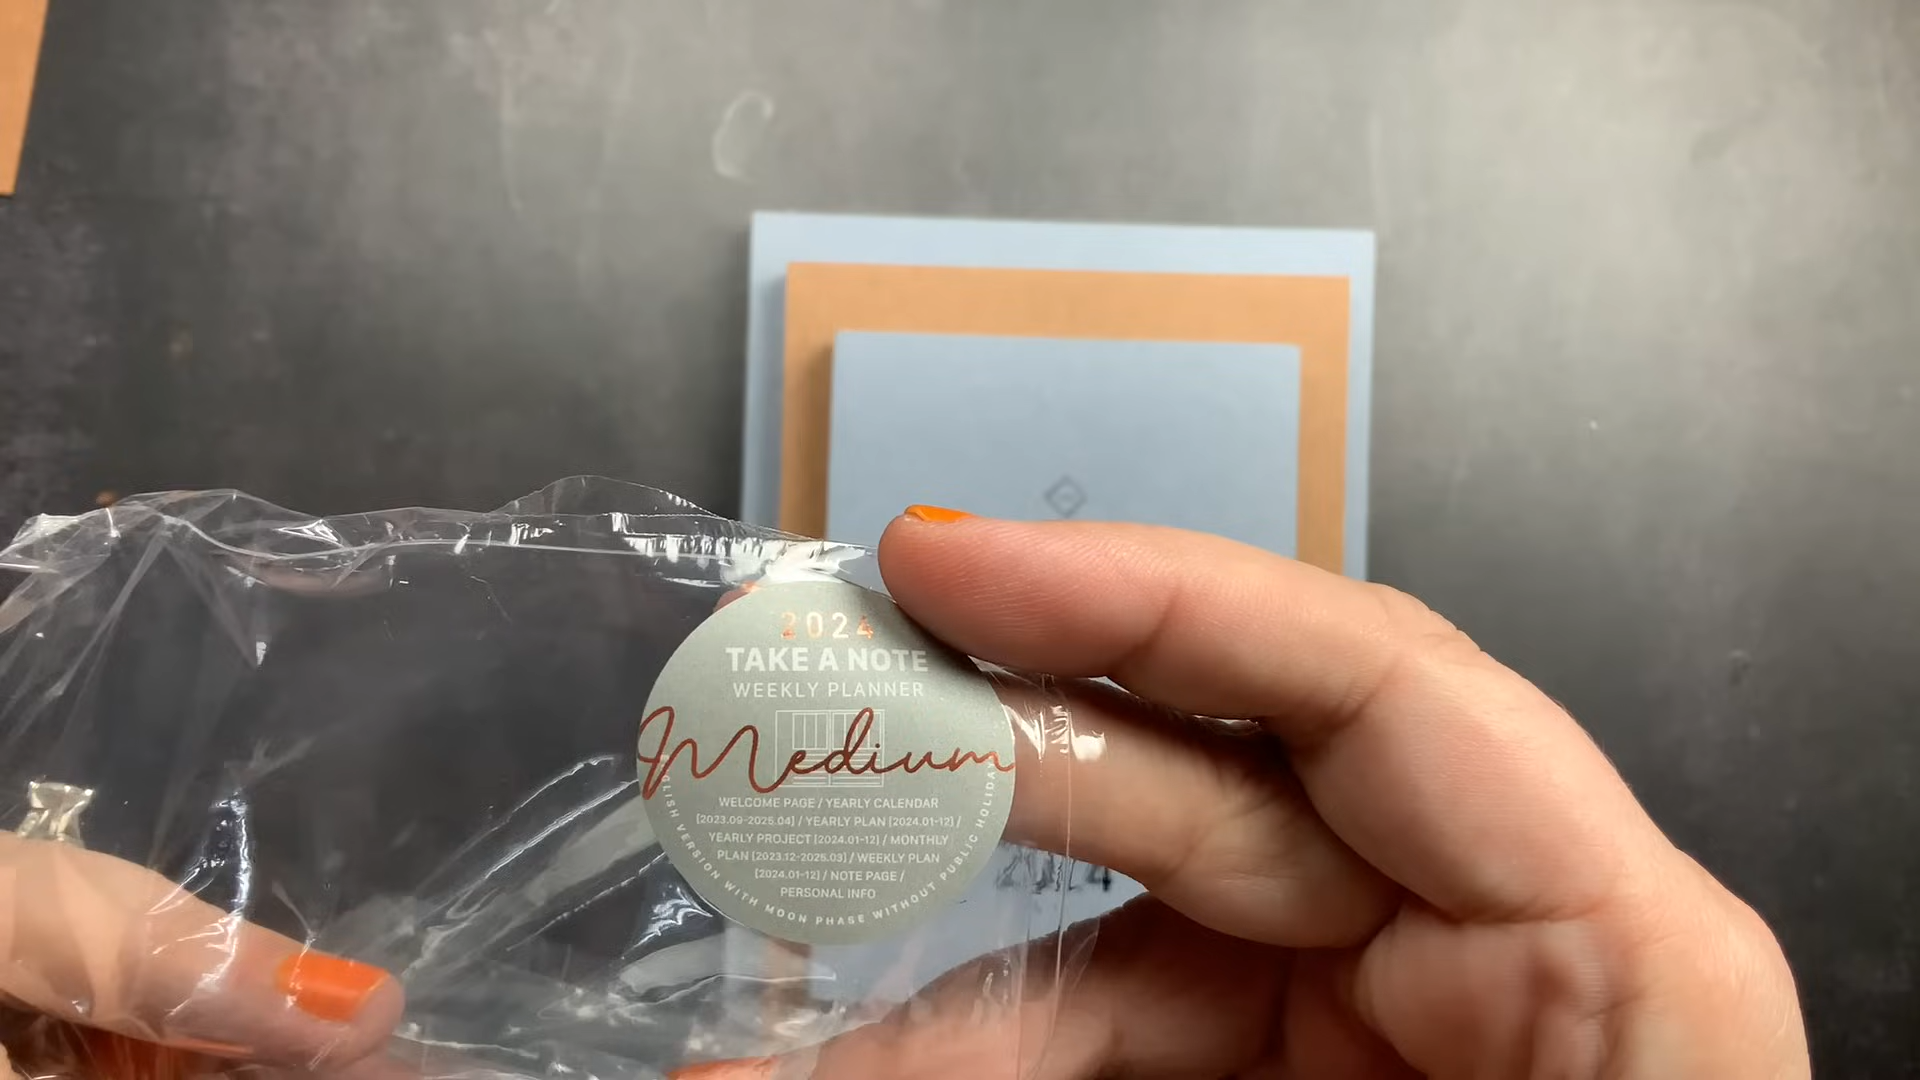 2024
TAKE A NOTE
WEEKLY PLANNER
Medium
WELCOME PAGE / YEARLY CALENDAR
[2023.09-2025.04] / YEARLY PLAN [2024.01-12] /
YEARLY PROJECT [2024.01-12] / MONTHLY
PLAN [2023.12-2025.03] / WEEKLY PLAN
[2024.01-12] / NOTE PAGE /
PERSONAL INFO
VERSION WITH MOON PHASE WITHOUT PUBLIC HOLIDAY
2024